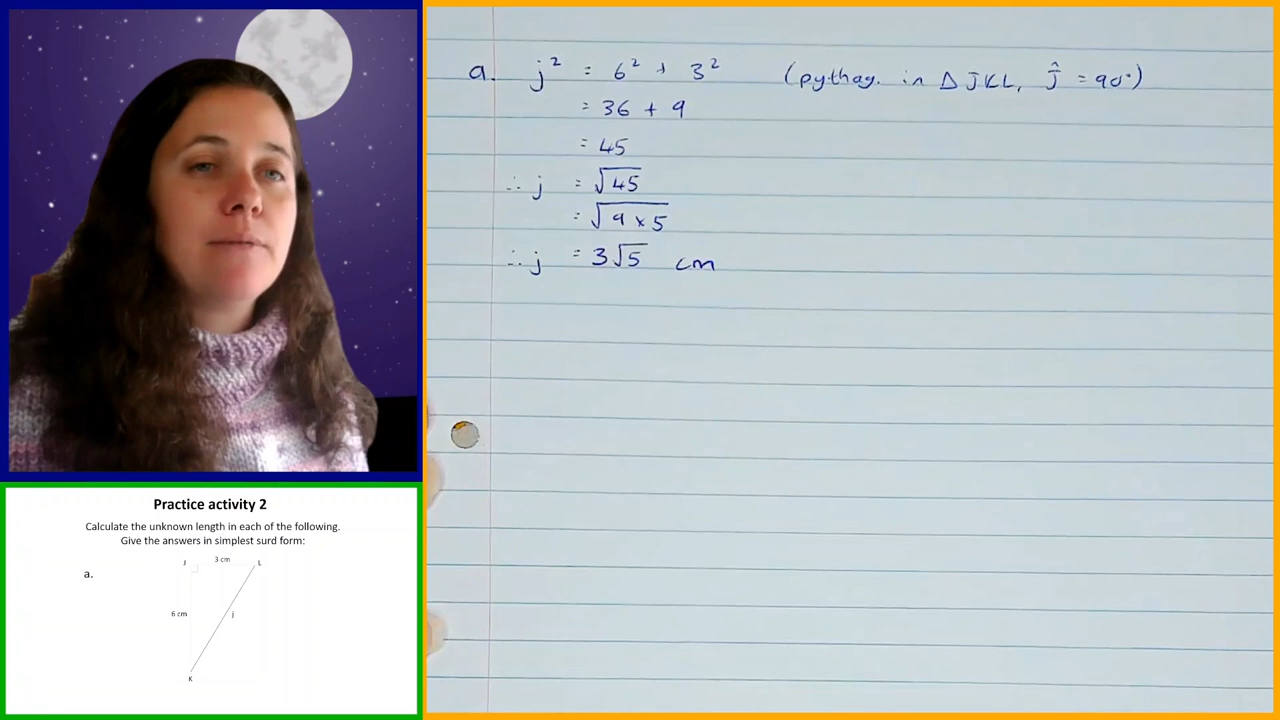 a. j² = 6² + 3² (pythag. in Δ JKL, Ĵ = 90°)
= 36 + 9
= 45
∴ j = √45
= √9 × 5
∴ j = 3√5 cm
Practice activity 2
Calculate the unknown length in each of the following.
Give the answers in simplest surd form:
a.
J 3 cm L
6 cm j
K